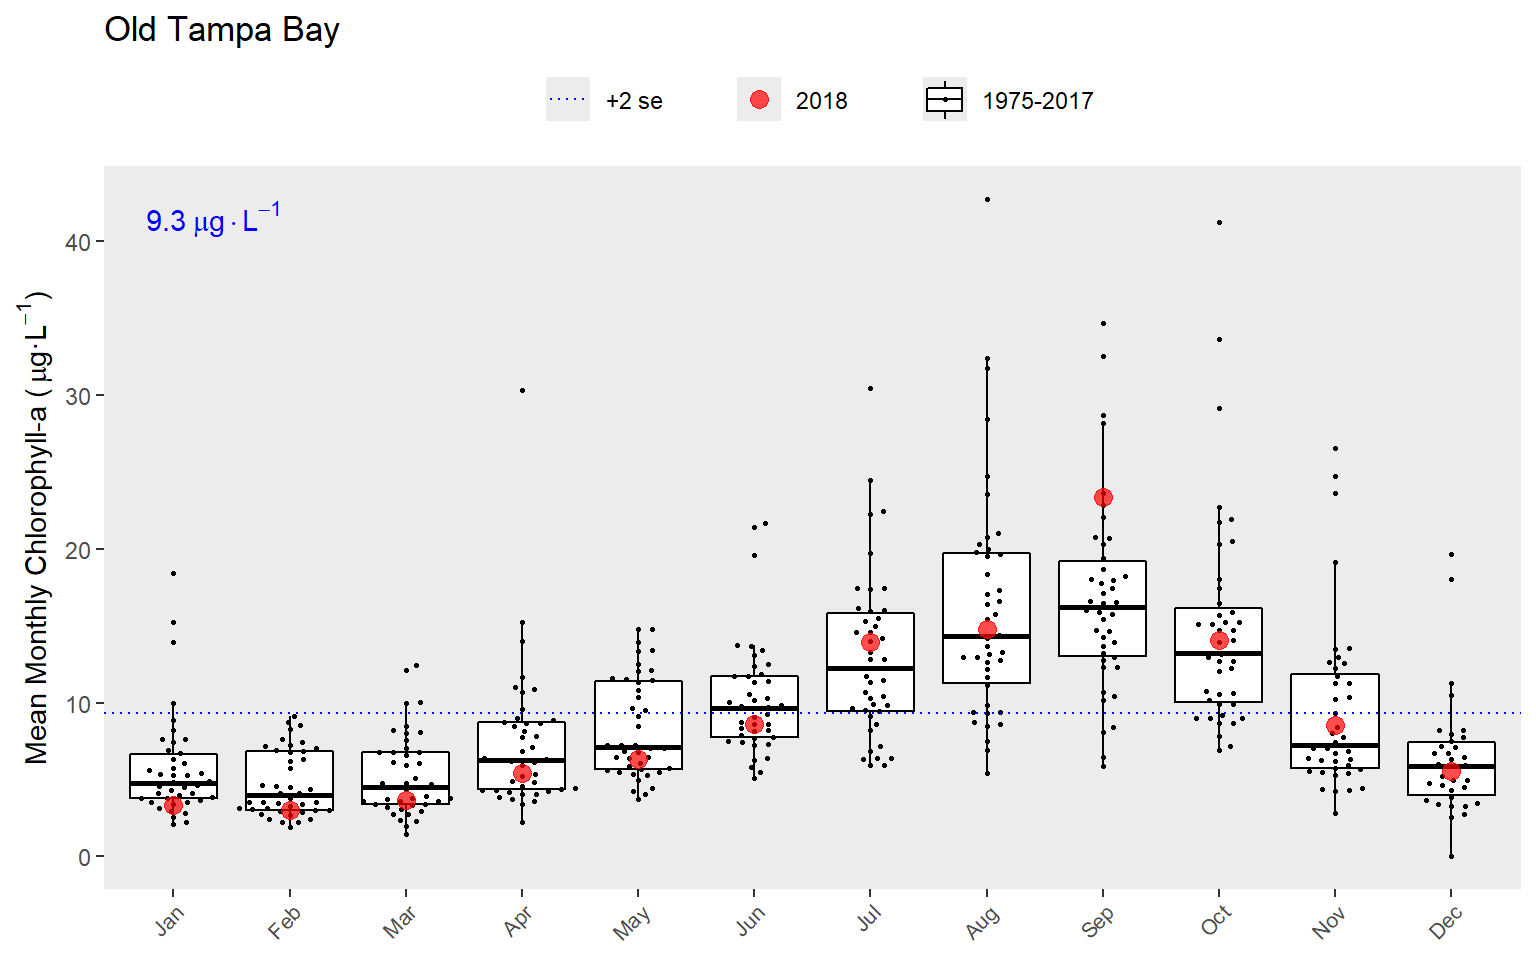 Old Tampa Bay
+2 se
2018
1975-2017
9.3 μg·L⁻¹
Mean Monthly Chlorophyll-a ( μg·L⁻¹)
40
30
20
10
0
Jan
Feb
Mar
Apr
May
Jun
Jul
Aug
Sep
Oct
Nov
Dec